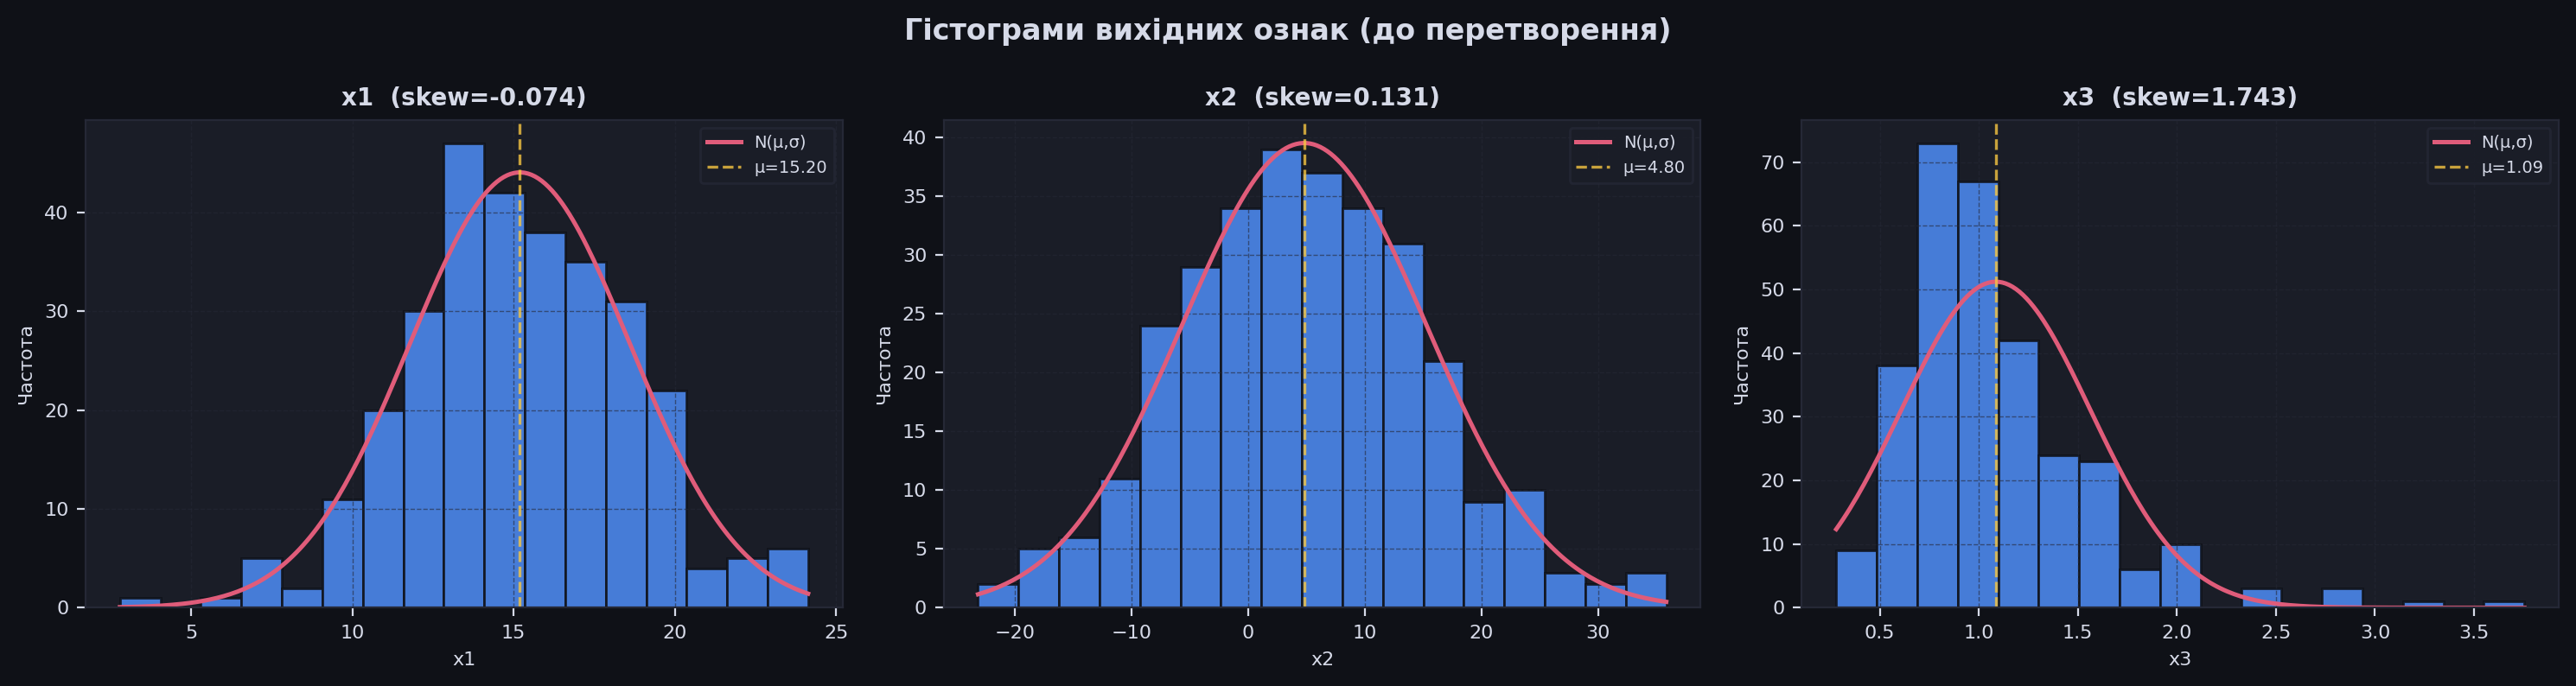 Гістограми вихідних ознак (до перетворення)
x1 (skew=-0.074)
N(μ,σ)
μ=15.20
Частота
40
30
20
10
0
5
10
15
20
25
x1
x2 (skew=0.131)
N(μ,σ)
μ=4.80
Частота
40
35
30
25
20
15
10
5
0
−20
−10
0
10
20
30
x2
x3 (skew=1.743)
N(μ,σ)
μ=1.09
Частота
70
60
50
40
30
20
10
0
0.5
1.0
1.5
2.0
2.5
3.0
3.5
x3